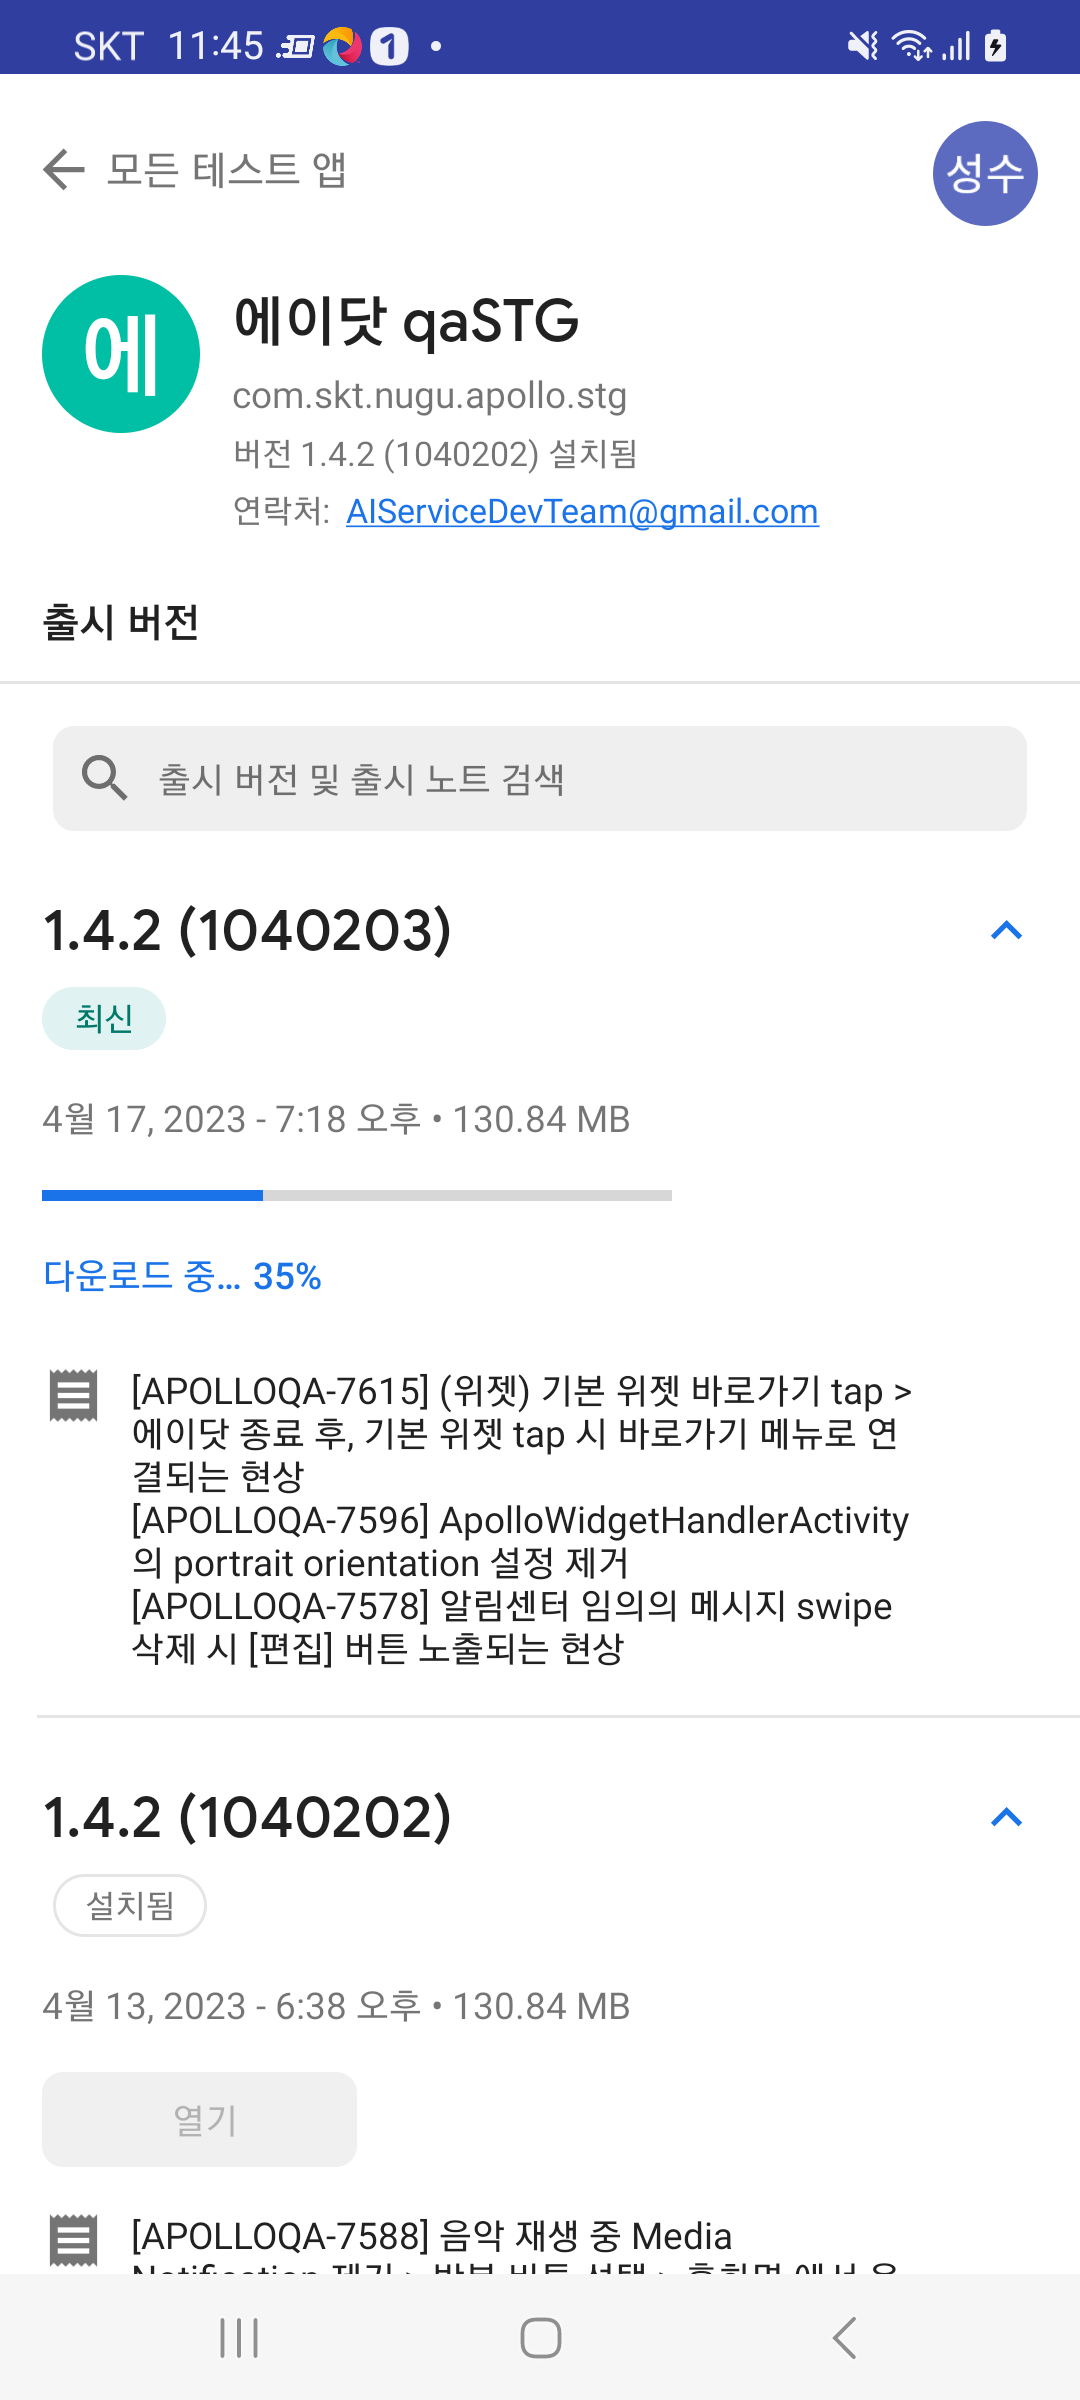 SKT 11:45
1
모든 테스트 앱
성수
에
에이닷 qaSTG
com.skt.nugu.apollo.stg
버전 1.4.2 (1040202) 설치됨
연락처: AIServiceDevTeam@gmail.com
출시 버전
출시 버전 및 출시 노트 검색
1.4.2 (1040203)
최신
4월 17, 2023 - 7:18 오후 • 130.84 MB
다운로드 중... 35%
[APOLLOQA-7615] (위젯) 기본 위젯 바로가기 tap >
에이닷 종료 후, 기본 위젯 tap 시 바로가기 메뉴로 연
결되는 현상
[APOLLOQA-7596] ApolloWidgetHandlerActivity
의 portrait orientation 설정 제거
[APOLLOQA-7578] 알림센터 임의의 메시지 swipe
삭제 시 [편집] 버튼 노출되는 현상
1.4.2 (1040202)
설치됨
4월 13, 2023 - 6:38 오후 • 130.84 MB
열기
[APOLLOQA-7588] 음악 재생 중 Media
Notification